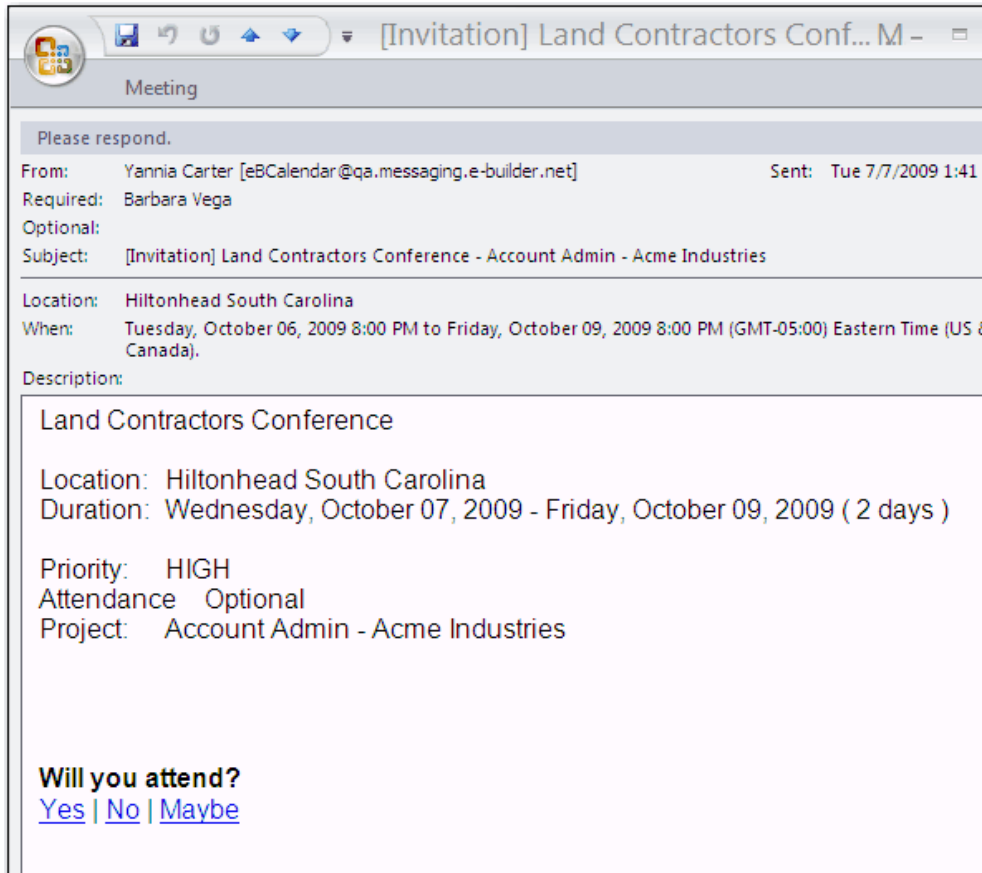 [Invitation] Land Contractors Conf... M –
Meeting
Please respond.
From: Yannia Carter [eBCalendar@qa.messaging.e-builder.net] Sent: Tue 7/7/2009 1:41
Required: Barbara Vega
Optional:
Subject: [Invitation] Land Contractors Conference - Account Admin - Acme Industries
Location: Hiltonhead South Carolina
When: Tuesday, October 06, 2009 8:00 PM to Friday, October 09, 2009 8:00 PM (GMT-05:00) Eastern Time (US &
Canada).
Description:
Land Contractors Conference
Location: Hiltonhead South Carolina
Duration: Wednesday, October 07, 2009 - Friday, October 09, 2009 ( 2 days )
Priority: HIGH
Attendance Optional
Project: Account Admin - Acme Industries
Will you attend?
Yes | No | Maybe